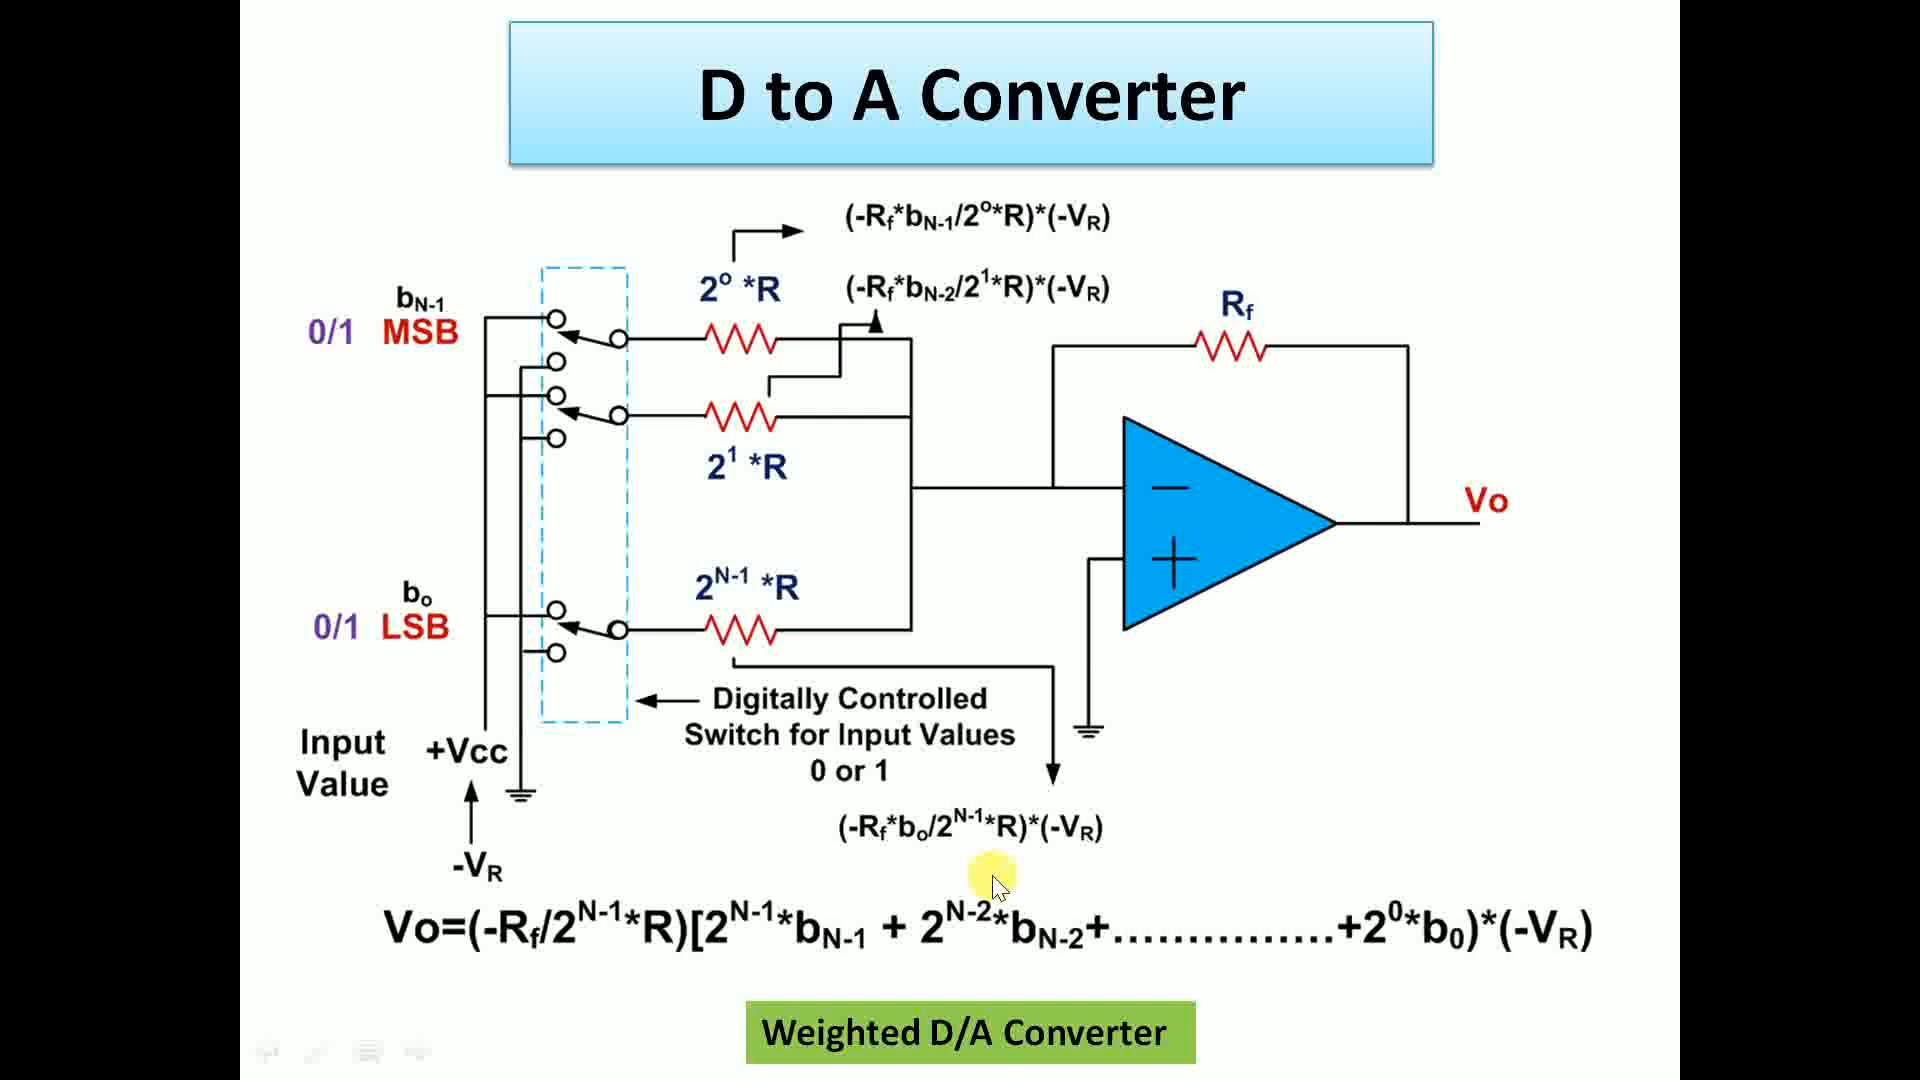 D to A Converter
(-Rf*bN-1/2o*R)*(-VR)
2o *R
(-Rf*bN-2/21*R)*(-VR)
bN-1
0/1 MSB
Rf
21 *R
Vo
2N-1 *R
bo
0/1 LSB
Digitally Controlled
Switch for Input Values
0 or 1
Input
Value
+Vcc
(-Rf*bo/2N-1*R)*(-VR)
-VR
Vo=(-Rf/2N-1*R)[2N-1*bN-1 + 2N-2*bN-2+...............+20*b0)*(-VR)
Weighted D/A Converter